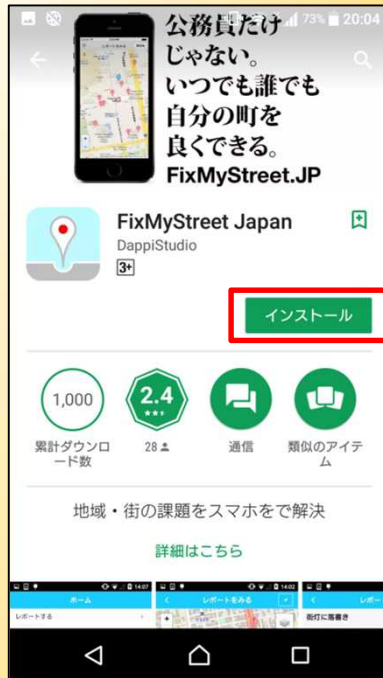 73% 20:04
公務員だけ
じゃない。
いつでも誰でも
自分の町を
良くできる。
FixMyStreet.JP
FixMyStreet Japan
DappiStudio
3+
インストール
1,000
累計ダウンロ
ード数
2.4
28
通信
類似のアイテ
ム
地域・街の課題をスマホをで解決
詳細はこちら
14:07
ホーム
レポートする
14:02
レポートをみる
レポー
街灯に落書き